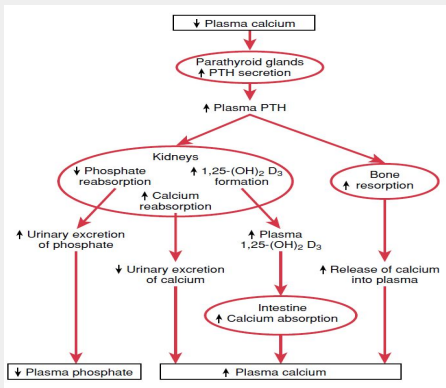 ↓ Plasma calcium
Parathyroid glands
↑ PTH secretion
↑ Plasma PTH
Kidneys
↓ Phosphate
reabsorption
↑ 1,25-(OH)₂ D₃
formation
↑ Calcium
reabsorption
Bone
↑ resorption
↑ Urinary excretion
of phosphate
↑ Plasma
1,25-(OH)₂ D₃
↓ Urinary excretion
of calcium
↑ Release of calcium
into plasma
Intestine
↑ Calcium absorption
↓ Plasma phosphate
↑ Plasma calcium